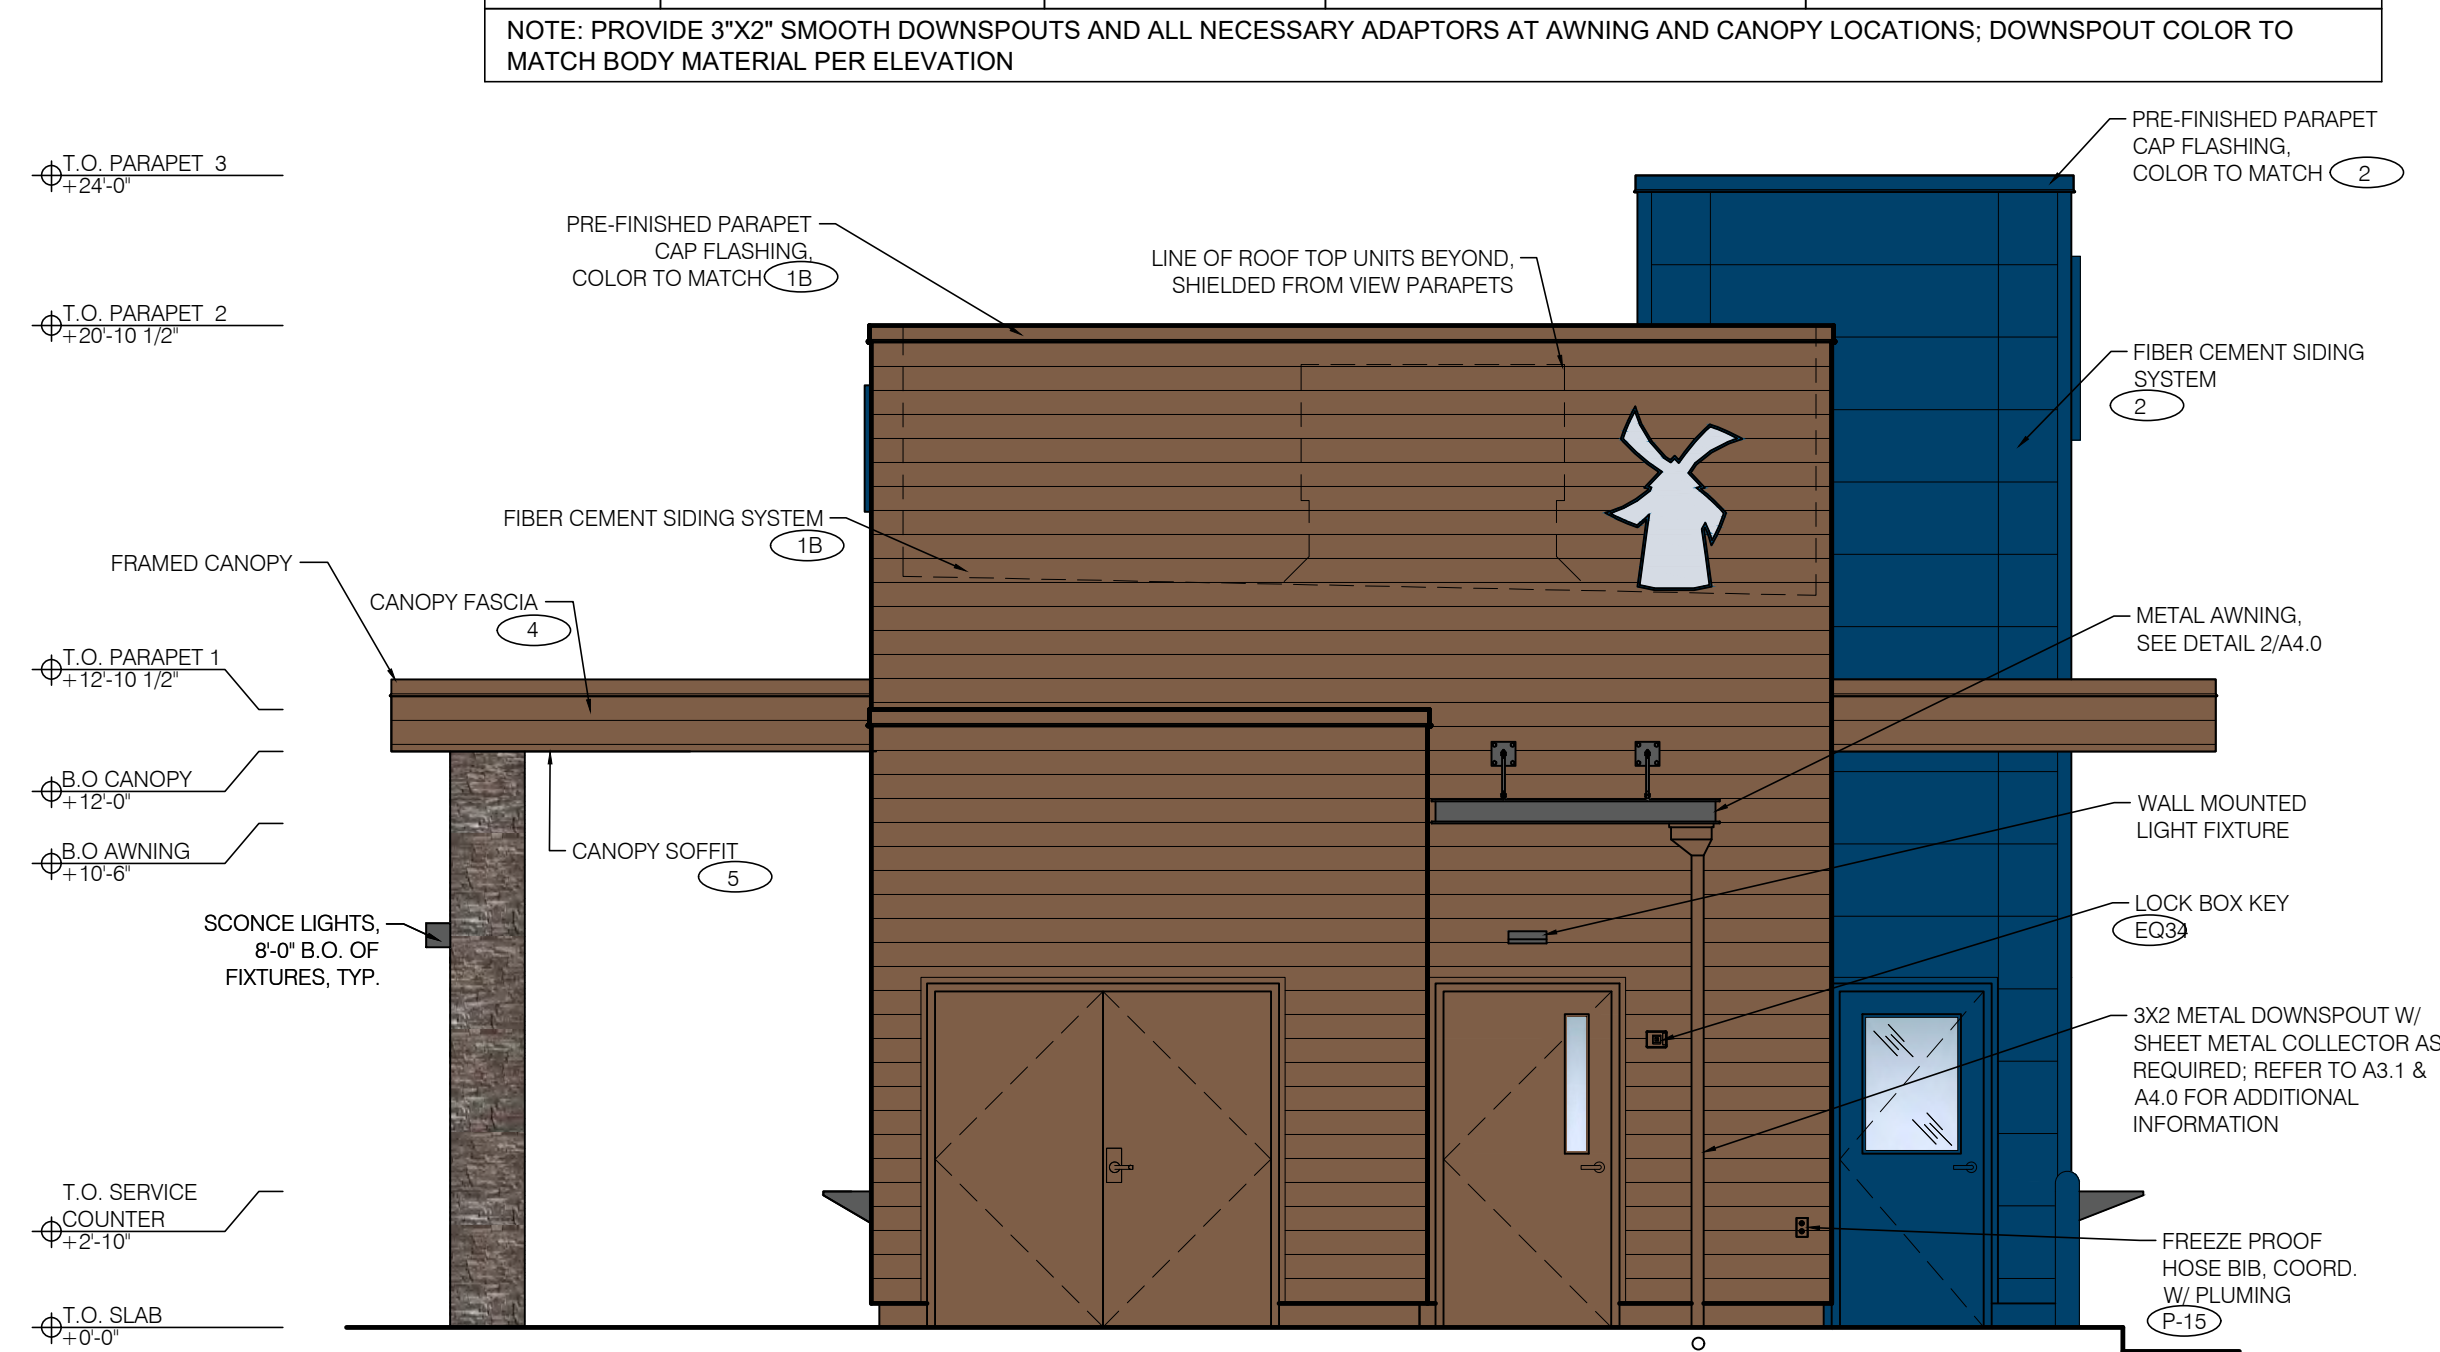 NOTE: PROVIDE 3"X2" SMOOTH DOWNSPOUTS AND ALL NECESSARY ADAPTORS AT AWNING AND CANOPY LOCATIONS; DOWNSPOUT COLOR TO
MATCH BODY MATERIAL PER ELEVATION
T.O. PARAPET 3
+24'-0"
T.O. PARAPET 2
+20'-10 1/2"
T.O. PARAPET 1
+12'-10 1/2"
B.O CANOPY
+12'-0"
B.O AWNING
+10'-6"
T.O. SERVICE
COUNTER
+2'-10"
T.O. SLAB
+0'-0"
PRE-FINISHED PARAPET
CAP FLASHING,
COLOR TO MATCH 1B
FIBER CEMENT SIDING SYSTEM
1B
FRAMED CANOPY
CANOPY FASCIA
4
CANOPY SOFFIT
5
SCONCE LIGHTS,
8'-0" B.O. OF
FIXTURES, TYP.
LINE OF ROOF TOP UNITS BEYOND,
SHIELDED FROM VIEW PARAPETS
PRE-FINISHED PARAPET
CAP FLASHING,
COLOR TO MATCH 2
FIBER CEMENT SIDING
SYSTEM
2
METAL AWNING,
SEE DETAIL 2/A4.0
WALL MOUNTED
LIGHT FIXTURE
LOCK BOX KEY
EQ34
3X2 METAL DOWNSPOUT W/
SHEET METAL COLLECTOR AS
REQUIRED; REFER TO A3.1 &
A4.0 FOR ADDITIONAL
INFORMATION
FREEZE PROOF
HOSE BIB, COORD.
W/ PLUMING
P-15